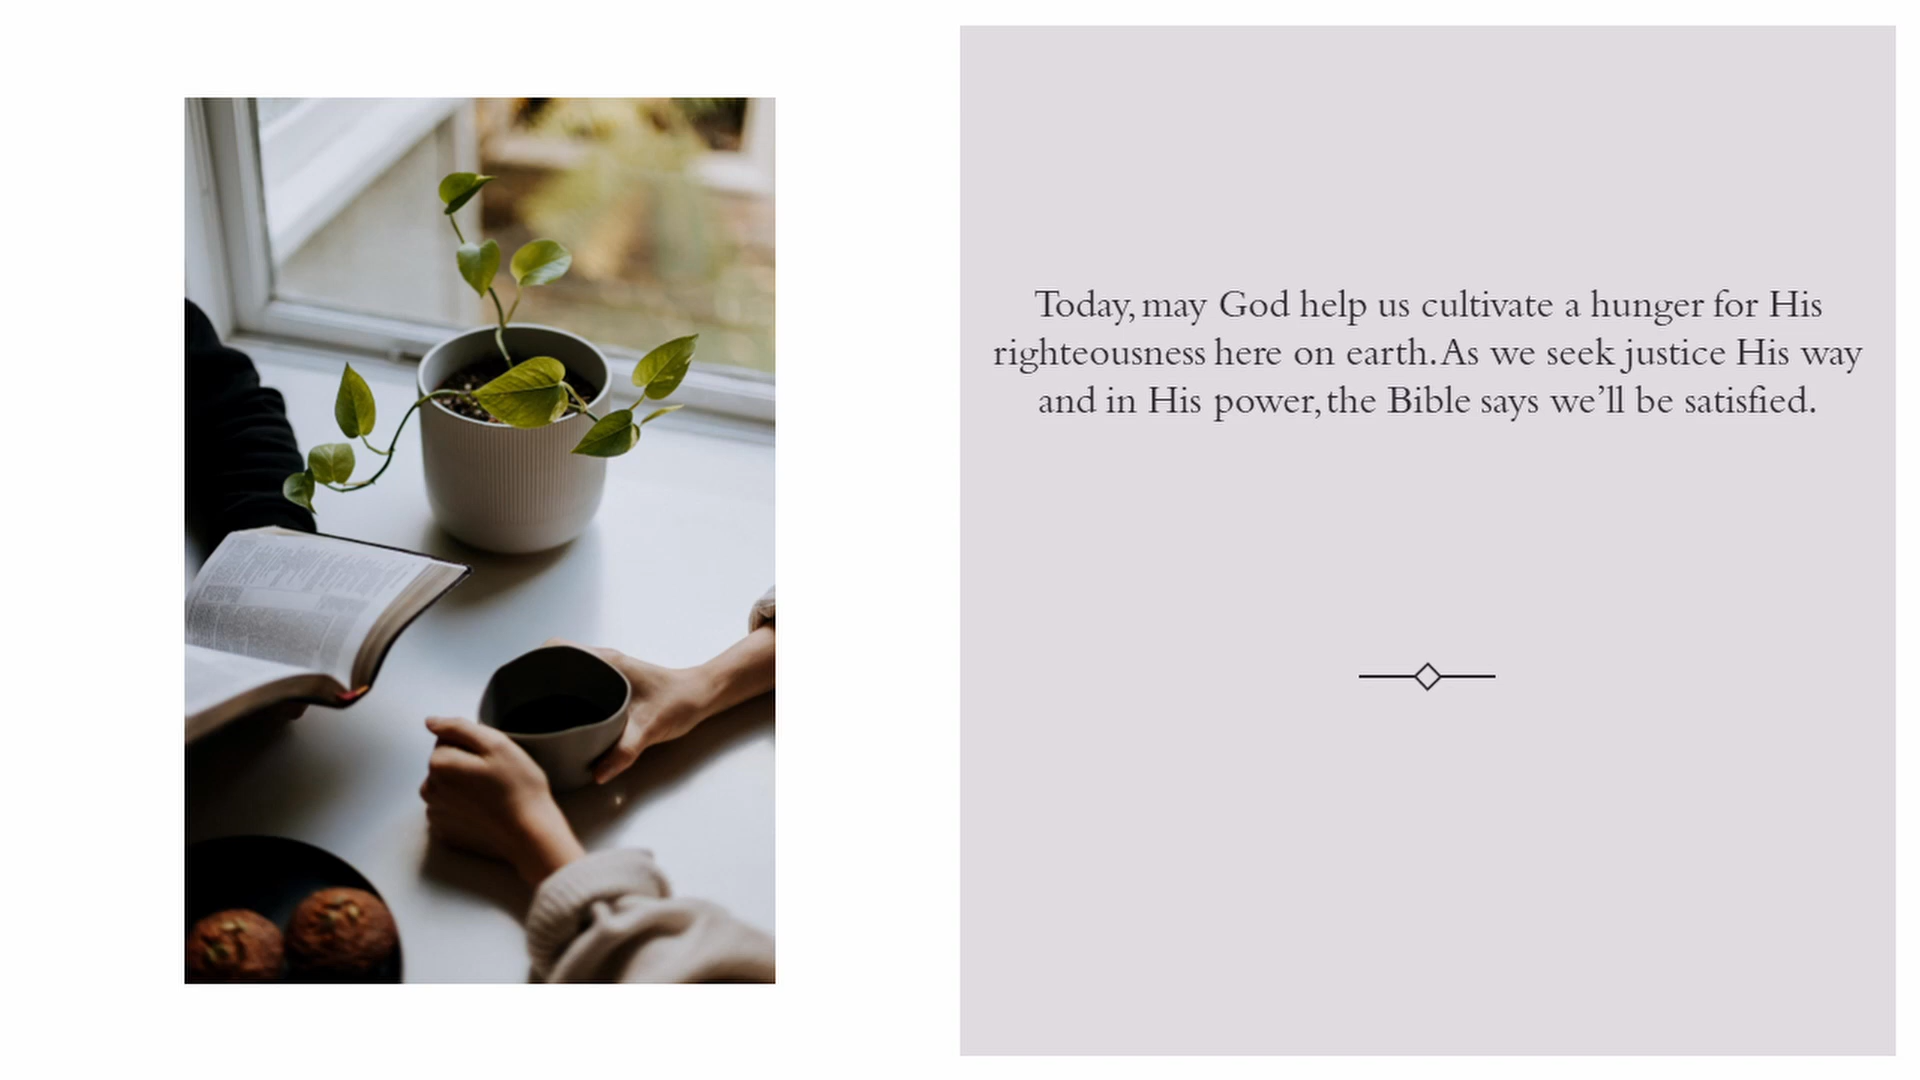 Today, may God help us cultivate a hunger for His
righteousness here on earth. As we seek justice His way
and in His power, the Bible says we’ll be satisfied.